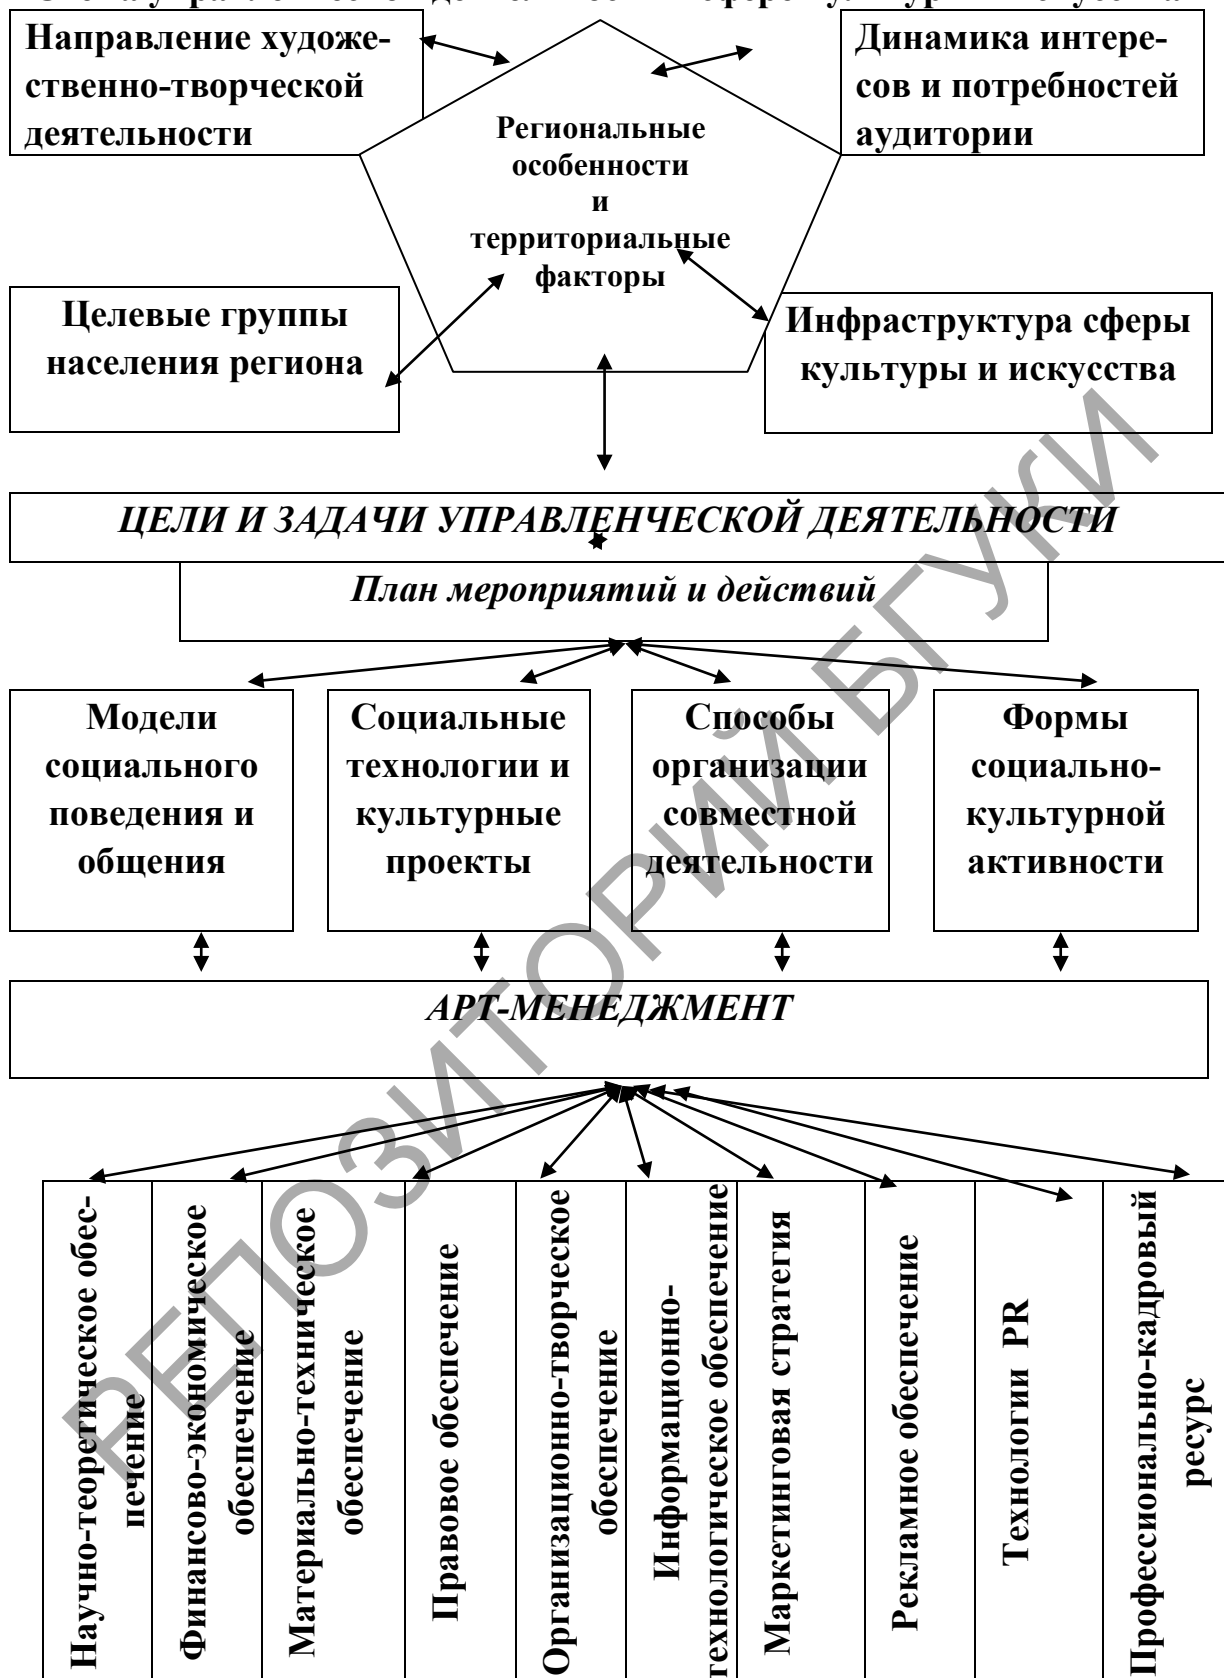 Направление художе-
ственно-творческой
деятельности
Динамика интере-
сов и потребностей
аудитории
Региональные
особенности
и
территориальные
факторы
Целевые группы
населения региона
Инфраструктура сферы
культуры и искусства
ЦЕЛИ И ЗАДАЧИ УПРАВЛЕНЧЕСКОЙ ДЕЯТЕЛЬНОСТИ
План мероприятий и действий
Модели
социального
поведения и
общения
Социальные
технологии и
культурные
проекты
Способы
организации
совместной
деятельности
Формы
социально-
культурной
активности
АРТ-МЕНЕДЖМЕНТ
Научно-теоретическое обес-
печение
Финансово-экономическое
обеспечение
Материально-техническое
обеспечение
Правовое обеспечение
Организационно-творческое
обеспечение
Информационно-
технологическое обеспечение
Маркетинговая стратегия
Рекламное обеспечение
Технологии PR
Профессионально-кадровый
ресурс
РЕПОЗИТОРИЙ БГУКИ